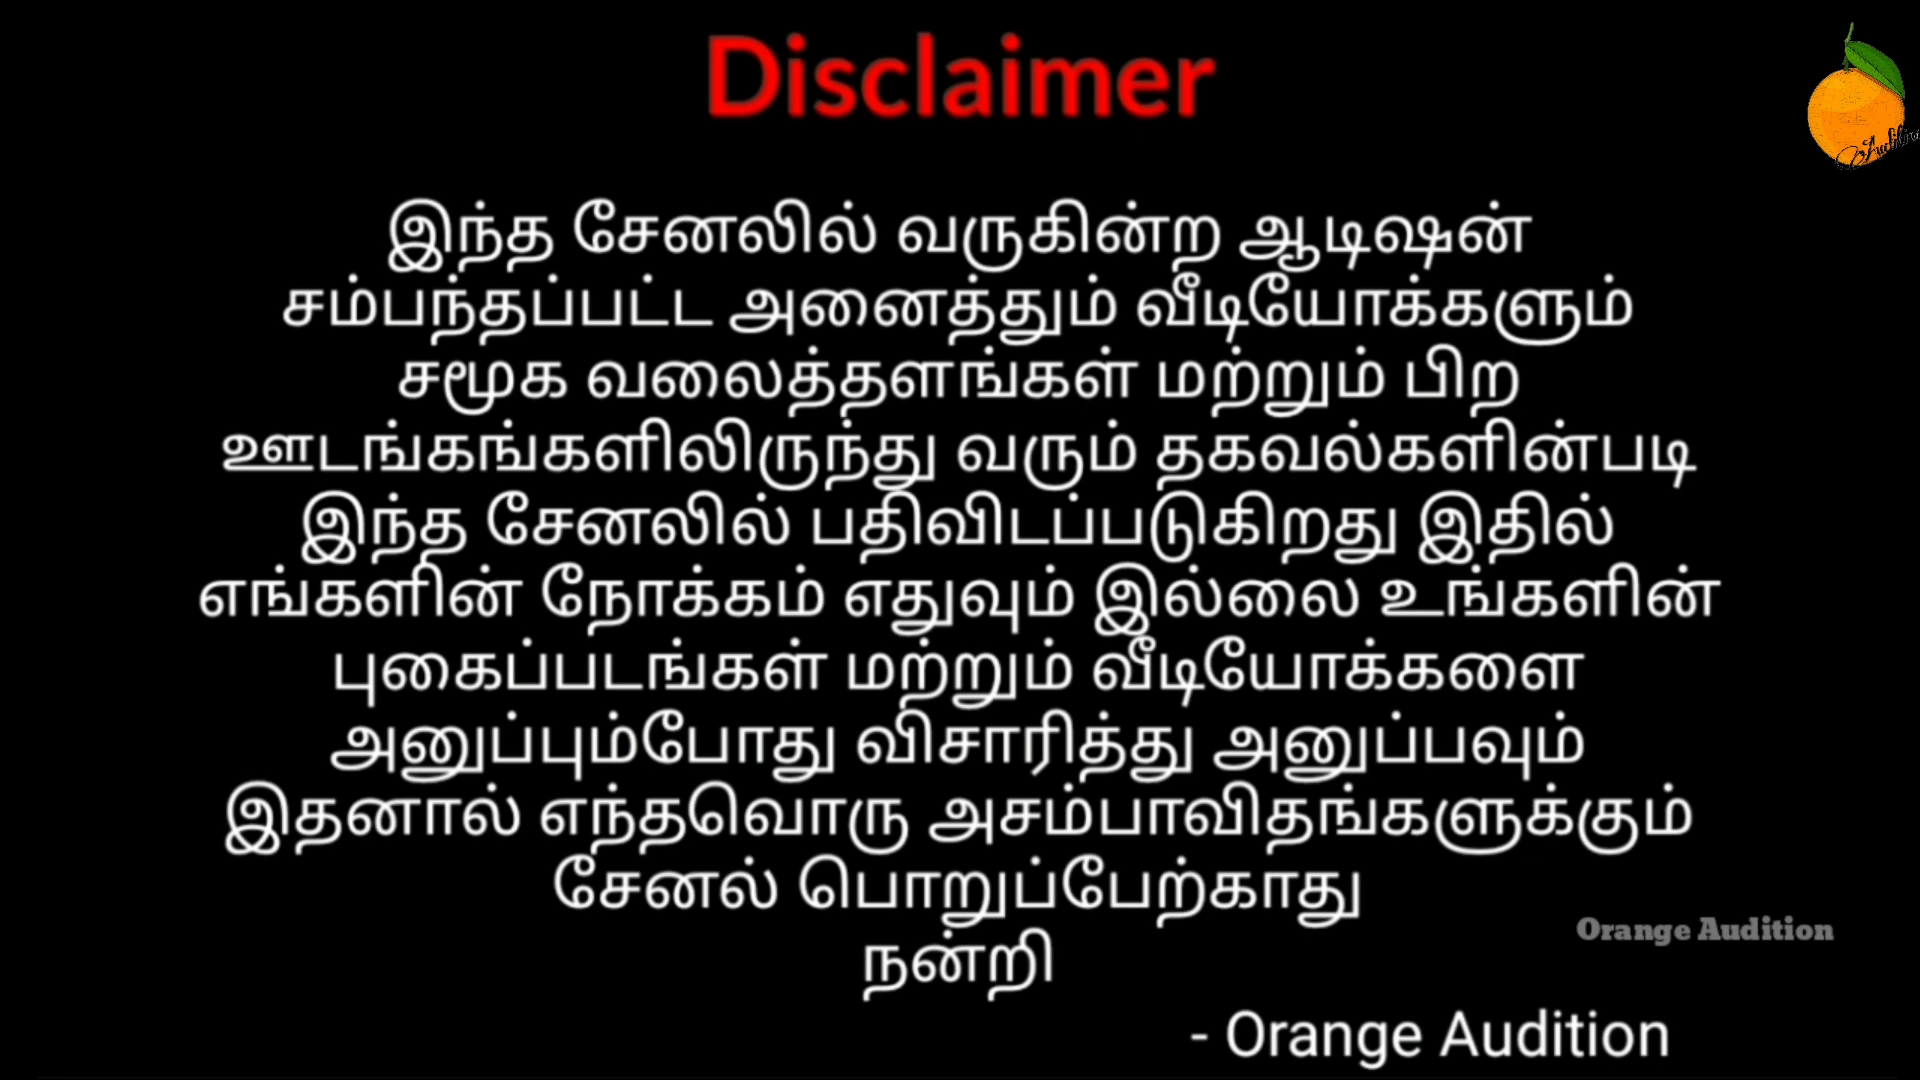 Disclaimer
இந்த சேனலில் வருகின்ற ஆடிஷன்
சம்பந்தப்பட்ட அனைத்தும் வீடியோக்களும்
சமூக வலைத்தளங்கள் மற்றும் பிற
ஊடங்கங்களிலிருந்து வரும் தகவல்களின்படி
இந்த சேனலில் பதிவிடப்படுகிறது இதில்
எங்களின் நோக்கம் எதுவும் இல்லை உங்களின்
புகைப்படங்கள் மற்றும் வீடியோக்களை
அனுப்பும்போது விசாரித்து அனுப்பவும்
இதனால் எந்தவொரு அசம்பாவிதங்களுக்கும்
சேனல் பொறுப்பேற்காது
நன்றி
- Orange Audition
Orange Audition
Audition